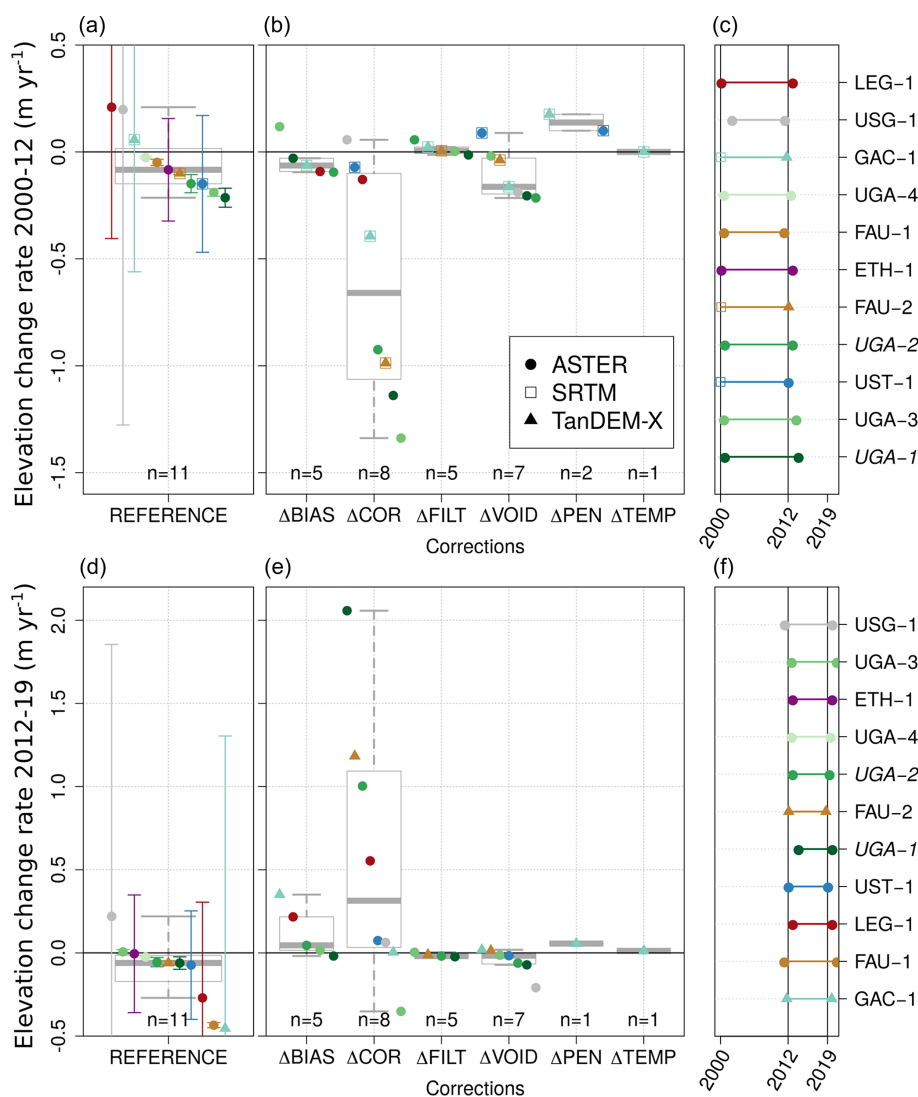 (a)
(b)
(c)
Elevation change rate 2000-12 (m yr⁻¹)
0.5
0.0
-0.5
-1.0
-1.5
n=11
REFERENCE
ASTER
SRTM
TanDEM-X
n=5
n=8
n=5
n=7
n=2
n=1
ΔBIAS
ΔCOR
ΔFILT
ΔVOID
ΔPEN
ΔTEMP
Corrections
LEG-1
USG-1
GAC-1
UGA-4
FAU-1
ETH-1
FAU-2
UGA-2
UST-1
UGA-3
UGA-1
2000
2012
2019
(d)
(e)
(f)
Elevation change rate 2012-19 (m yr⁻¹)
2.0
1.5
1.0
0.5
0.0
-0.5
n=11
REFERENCE
n=5
n=8
n=5
n=7
n=1
n=1
ΔBIAS
ΔCOR
ΔFILT
ΔVOID
ΔPEN
ΔTEMP
Corrections
USG-1
UGA-3
ETH-1
UGA-4
UGA-2
FAU-2
UGA-1
UST-1
LEG-1
FAU-1
GAC-1
2000
2012
2019